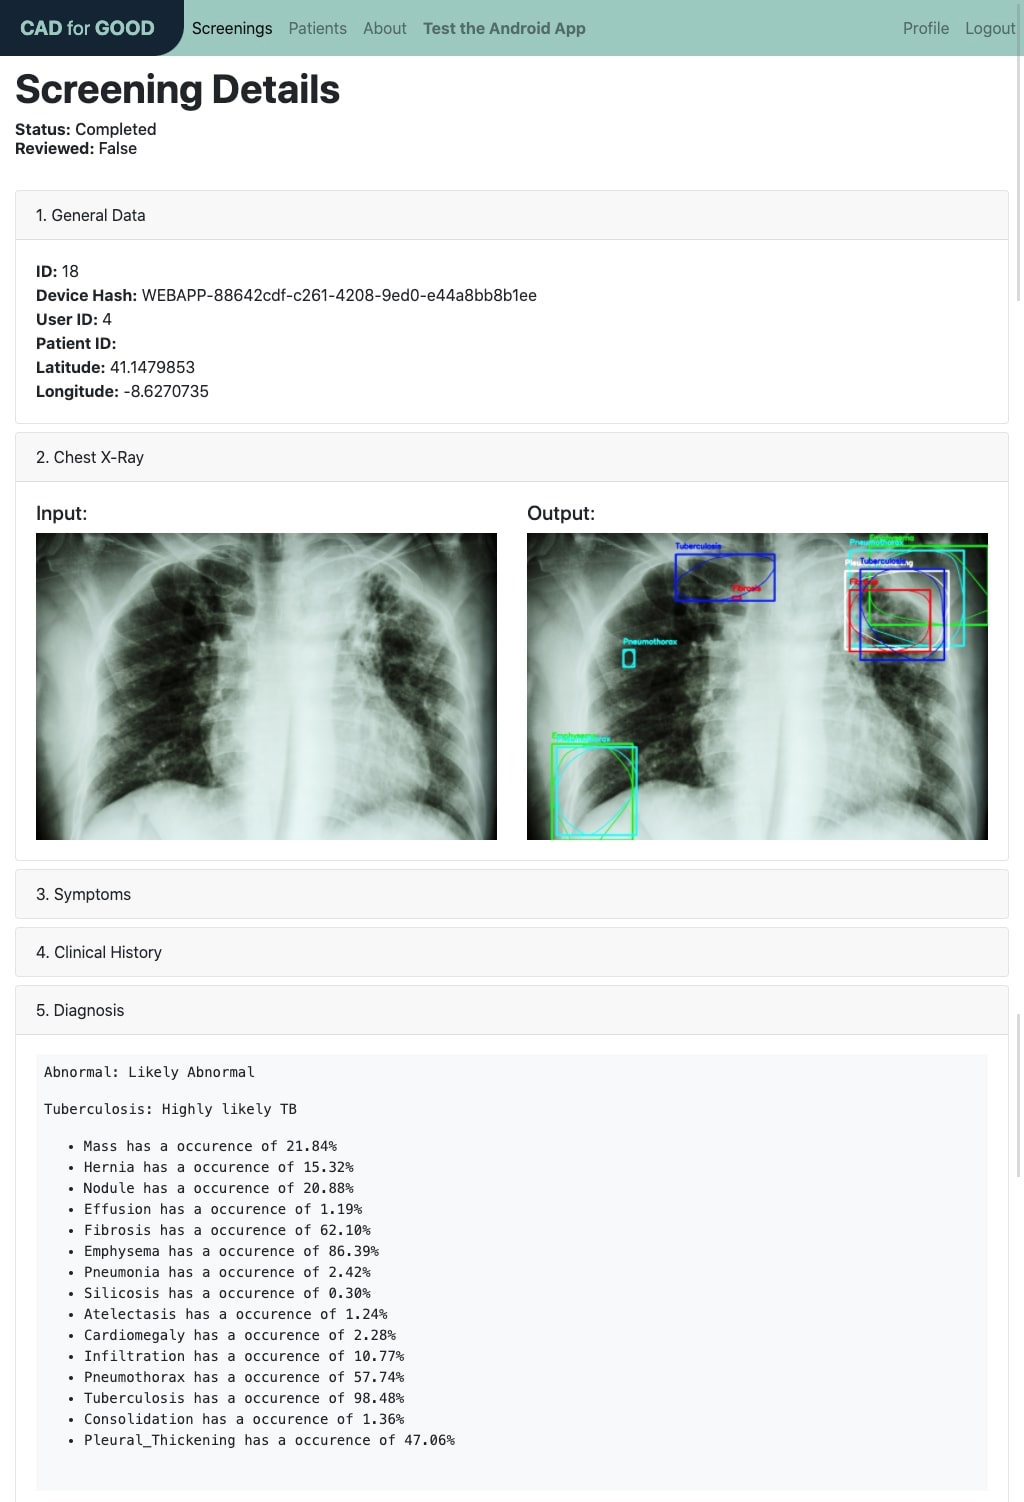 CAD for GOOD
Screenings Patients About Test the Android App Profile Logout
Screening Details
Status: Completed
Reviewed: False
1. General Data
ID: 18
Device Hash: WEBAPP-88642cdf-c261-4208-9ed0-e44a8bb8b1ee
User ID: 4
Patient ID:
Latitude: 41.1479853
Longitude: -8.6270735
2. Chest X-Ray
Input:
Output:
Tuberculosis
Fibrosis
Pneumothorax
Emphysema
Pneumothorax
Tuberculosis
Pneumothorax
Emphysema
3. Symptoms
4. Clinical History
5. Diagnosis
Abnormal: Likely Abnormal
Tuberculosis: Highly likely TB
• Mass has a occurence of 21.84%
• Hernia has a occurence of 15.32%
• Nodule has a occurence of 20.88%
• Effusion has a occurence of 1.19%
• Fibrosis has a occurence of 62.10%
• Emphysema has a occurence of 86.39%
• Pneumonia has a occurence of 2.42%
• Silicosis has a occurence of 0.30%
• Atelectasis has a occurence of 1.24%
• Cardiomegaly has a occurence of 2.28%
• Infiltration has a occurence of 10.77%
• Pneumothorax has a occurence of 57.74%
• Tuberculosis has a occurence of 98.48%
• Consolidation has a occurence of 1.36%
• Pleural_Thickening has a occurence of 47.06%